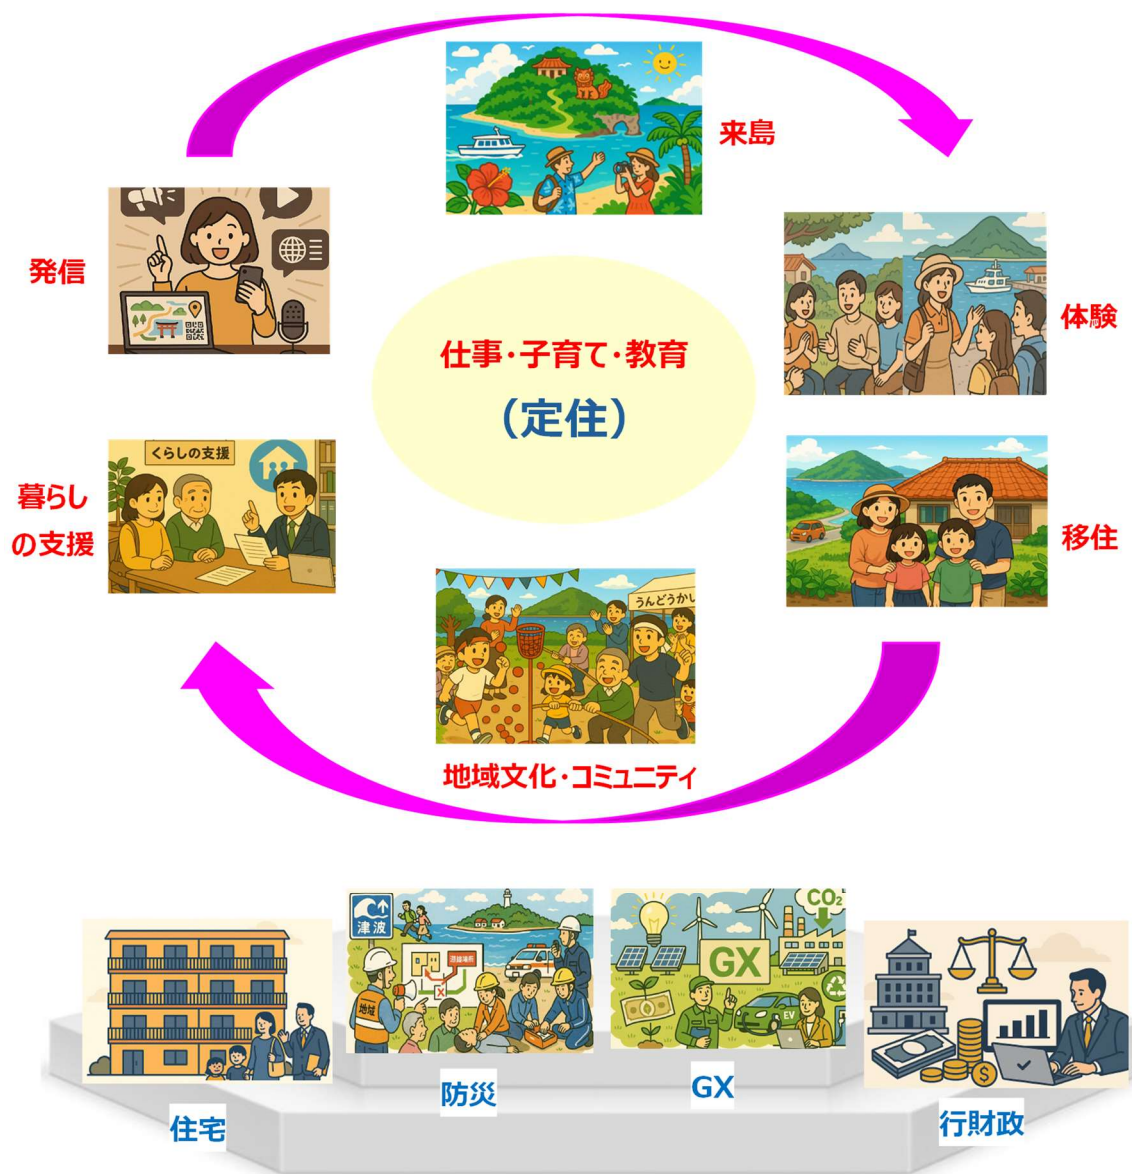 来島
発信
体験
仕事・子育て・教育
（定住）
くらしの支援
暮らし
の支援
移住
うんどうかい
地域文化・コミュニティ
津波
地域
GX
EV
CO2
住宅
防災
GX
行財政